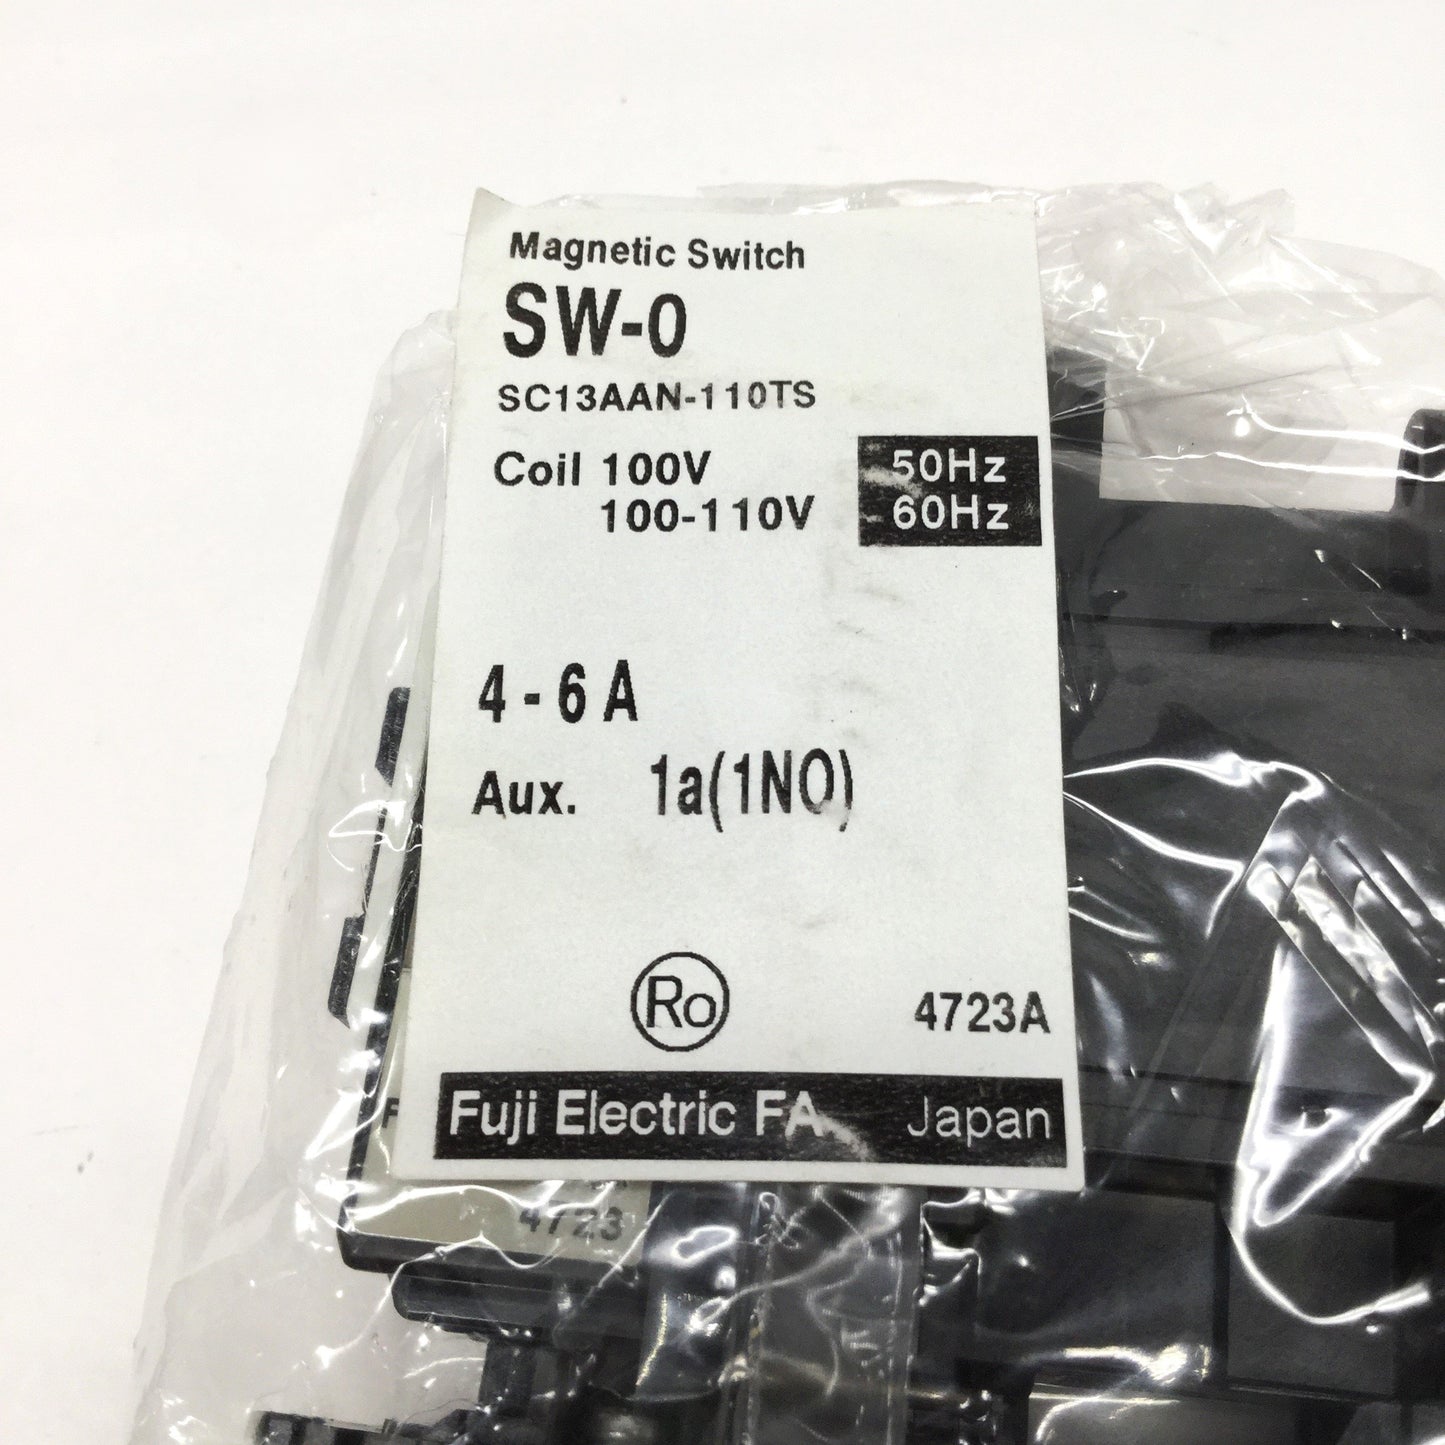 Magnetic Switch
SW-0
SC13AAN-110TS
Coil 100V 50Hz
100-110V 60Hz
4-6A
Aux. 1a(1NO)
Ro 4723A
Fuji Electric FA Japan
F
4723